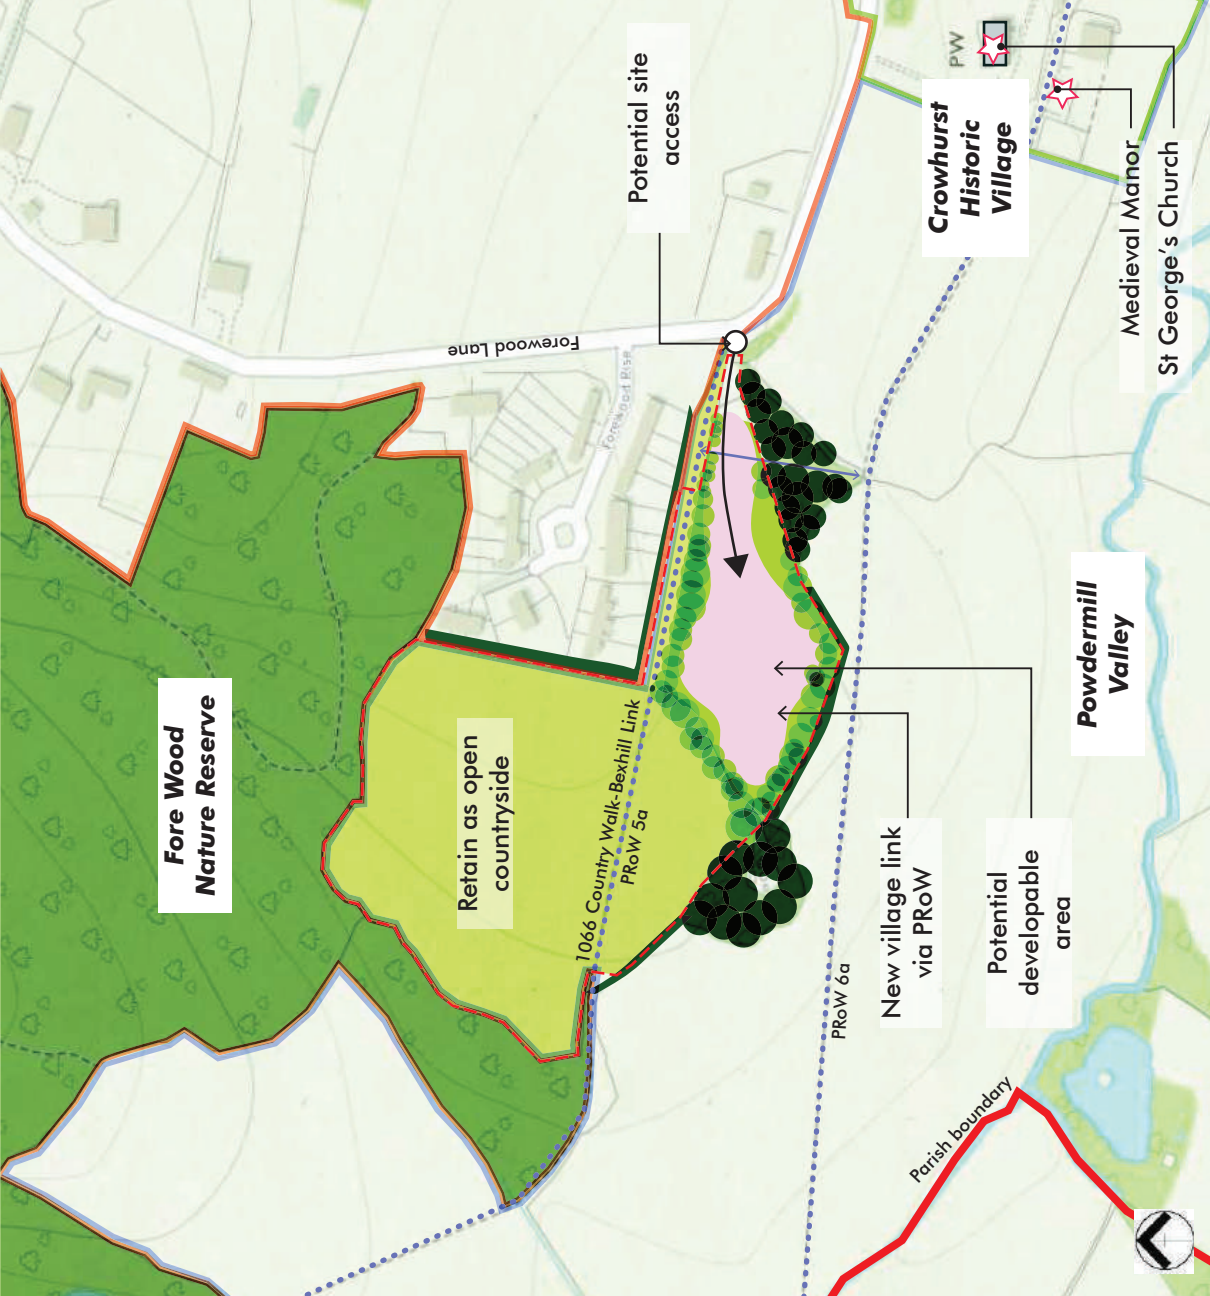 Fore Wood
Nature Reserve
Retain as open
countryside
1066 Country Walk-Bexhill Link
PRoW 5a
Forewood Lane
Forewood Rise
Potential site
access
PW
Crowhurst
Historic
Village
Medieval Manor
St George's Church
Powdermill
Valley
New village link
via PRoW
Potential
developable
area
PRoW 6a
Parish boundary